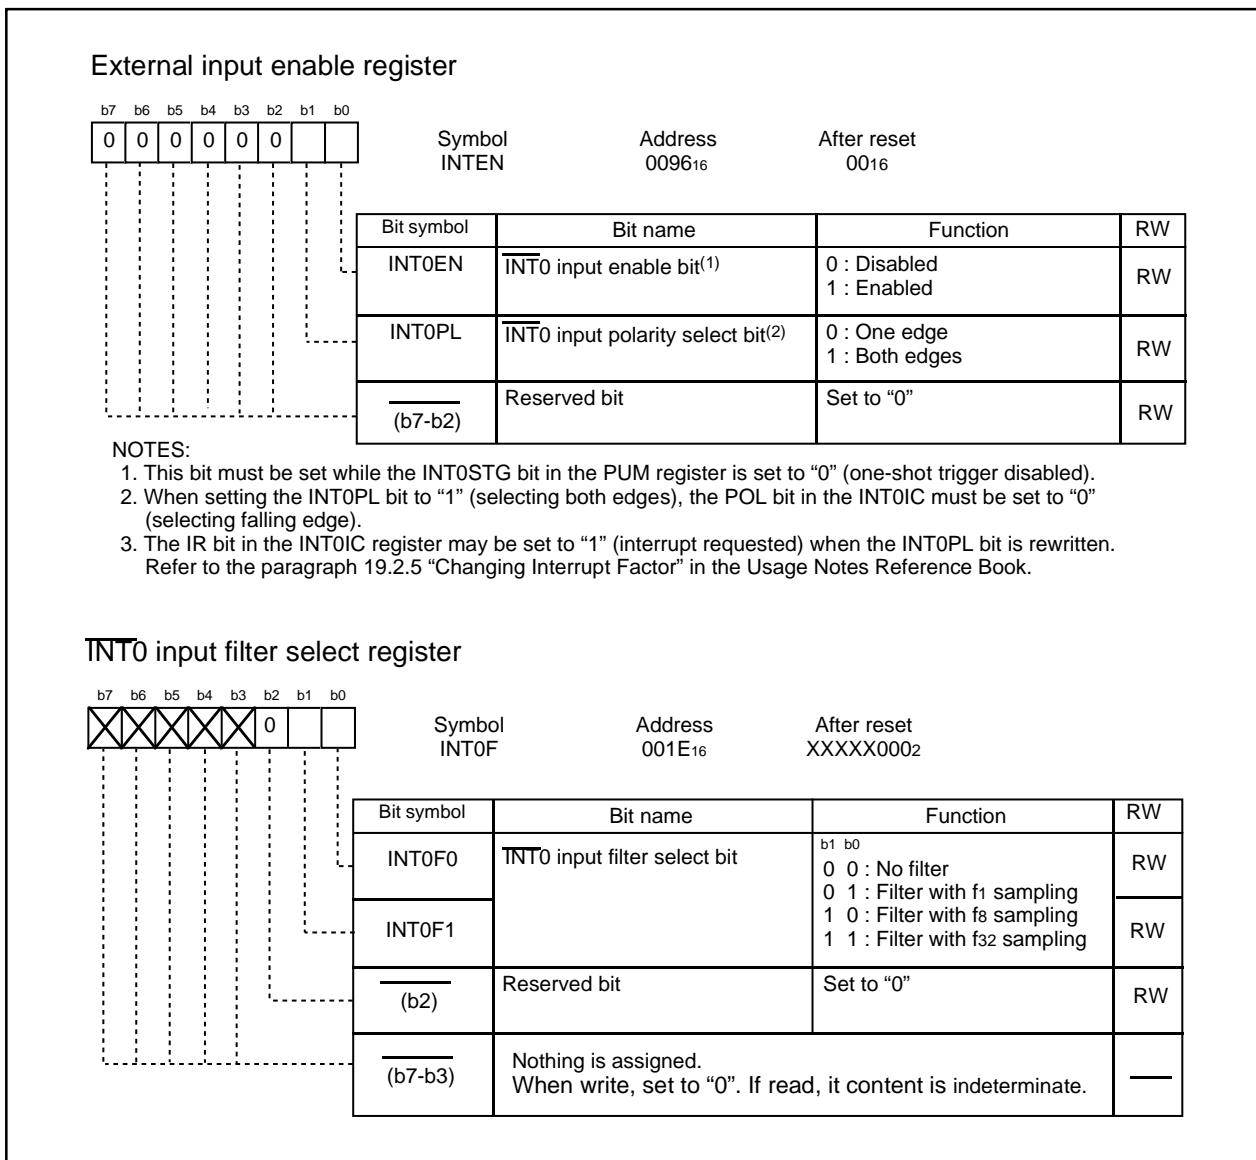 External input enable register
b7 b6 b5 b4 b3 b2 b1 b0
0 0 0 0 0 0
Symbol Address After reset
INTEN 009616 0016
Bit symbol Bit name Function RW
INT0EN INT0 input enable bit(1) 0 : Disabled
1 : Enabled RW
INT0PL INT0 input polarity select bit(2) 0 : One edge
1 : Both edges RW
(b7-b2) Reserved bit Set to “0” RW
NOTES:
1. This bit must be set while the INT0STG bit in the PUM register is set to “0” (one-shot trigger disabled).
2. When setting the INT0PL bit to “1” (selecting both edges), the POL bit in the INT0IC must be set to “0”
(selecting falling edge).
3. The IR bit in the INT0IC register may be set to “1” (interrupt requested) when the INT0PL bit is rewritten.
Refer to the paragraph 19.2.5 “Changing Interrupt Factor” in the Usage Notes Reference Book.
INT0 input filter select register
b7 b6 b5 b4 b3 b2 b1 b0
0
Symbol Address After reset
INT0F 001E16 XXXXX0002
Bit symbol Bit name Function RW
INT0F0 INT0 input filter select bit b1 b0
0 0 : No filter RW
0 1 : Filter with f1 sampling
1 0 : Filter with f8 sampling
INT0F1 1 1 : Filter with f32 sampling RW
(b2) Reserved bit Set to “0” RW
(b7-b3) Nothing is assigned.
When write, set to “0”. If read, it content is indeterminate.